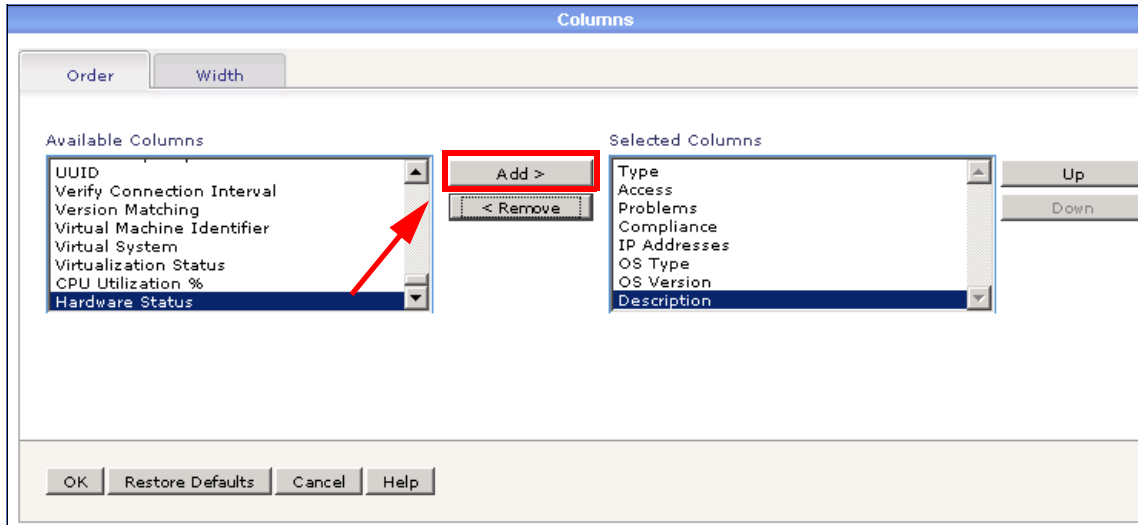 Columns
Order
Width
Available Columns
UUID
Verify Connection Interval
Version Matching
Virtual Machine Identifier
Virtual System
Virtualization Status
CPU Utilization %
Hardware Status
Add >
< Remove
Selected Columns
Type
Access
Problems
Compliance
IP Addresses
OS Type
OS Version
Description
Up
Down
OK
Restore Defaults
Cancel
Help